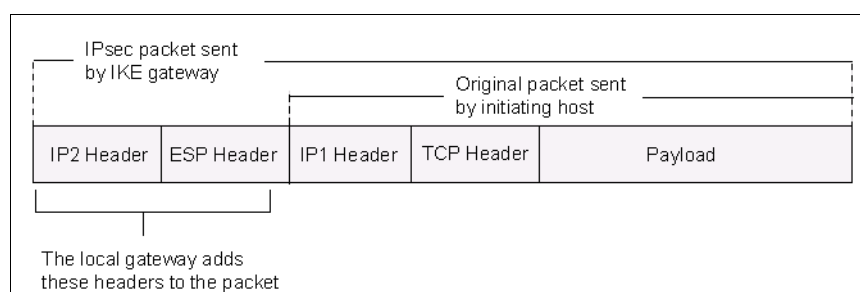 IPsec packet sent
by IKE gateway
Original packet sent
by initiating host
IP2 Header
ESP Header
IP1 Header
TCP Header
Payload
The local gateway adds
these headers to the packet